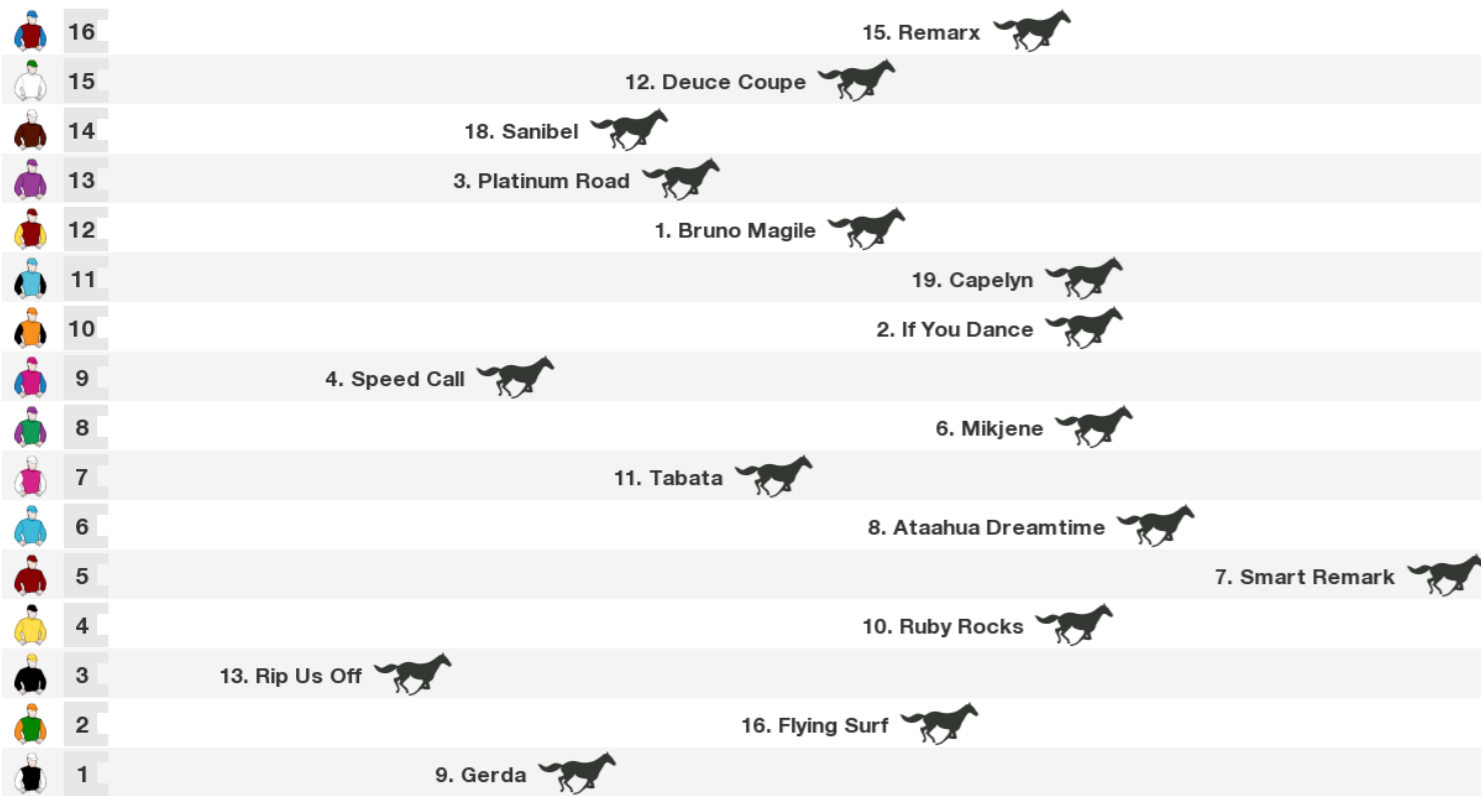 16 15. Remarx
15 12. Deuce Coupe
14 18. Sanibel
13 3. Platinum Road
12 1. Bruno Magile
11 19. Capelyn
10 2. If You Dance
9 4. Speed Call
8 6. Mikjene
7 11. Tabata
6 8. Ataahua Dreamtime
5 7. Smart Remark
4 10. Ruby Rocks
3 13. Rip Us Off
2 16. Flying Surf
1 9. Gerda